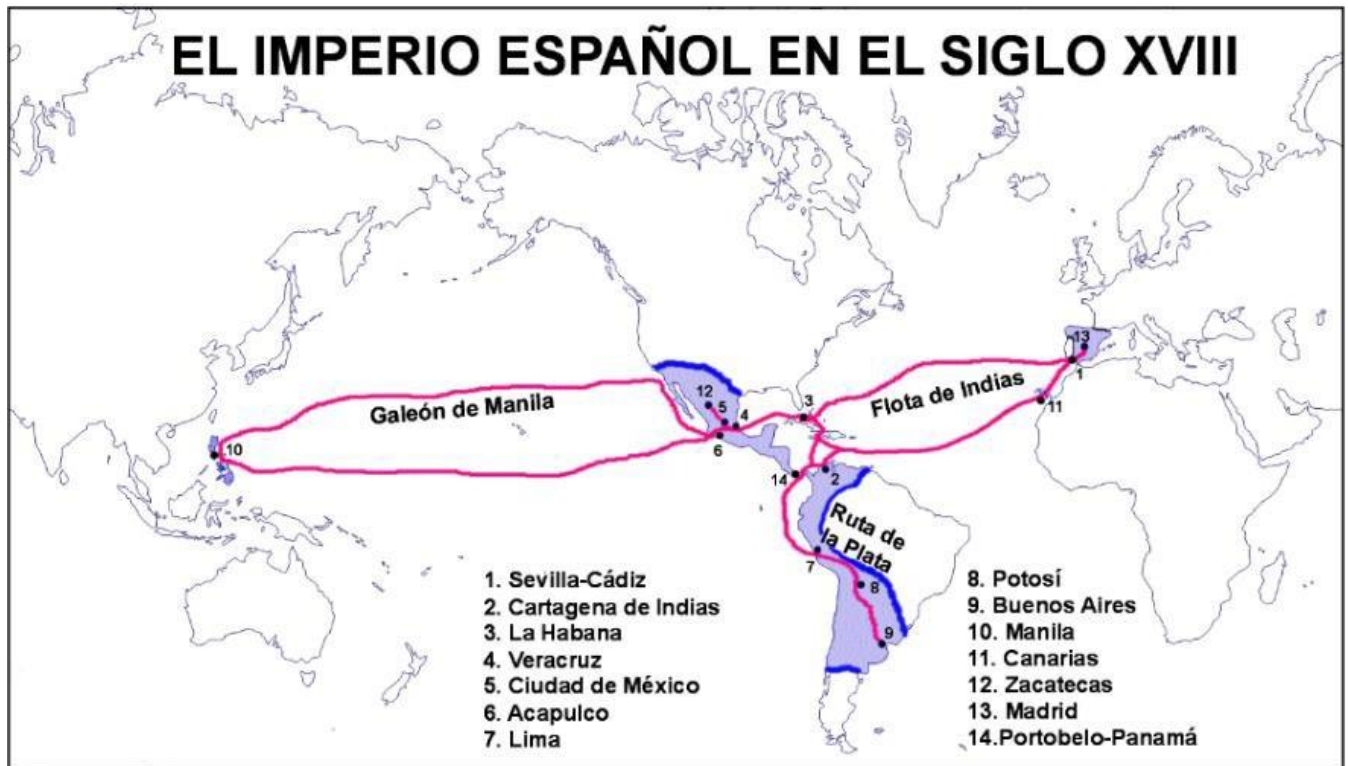 EL IMPERIO ESPAÑOL EN EL SIGLO XVIII
13
1
Flota de Indias
11
12
5
4
3
Galeón de Manila
6
10
14
2
Ruta de
la Plata
7
8
9
1. Sevilla-Cádiz
2. Cartagena de Indias
3. La Habana
4. Veracruz
5. Ciudad de México
6. Acapulco
7. Lima
8. Potosí
9. Buenos Aires
10. Manila
11. Canarias
12. Zacatecas
13. Madrid
14.Portobelo-Panamá